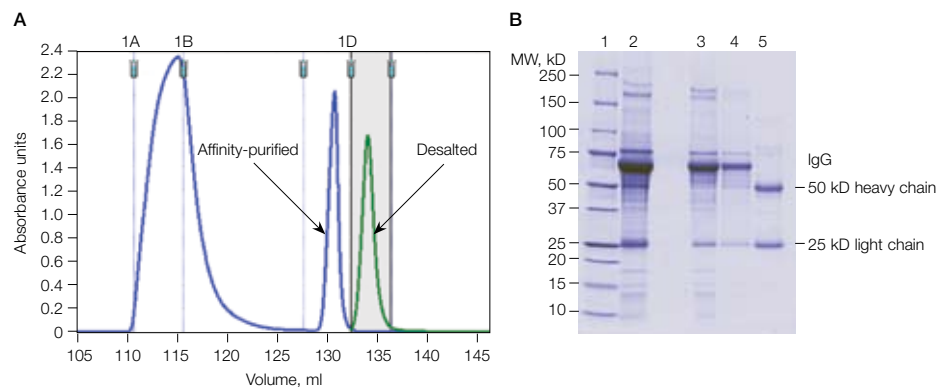 A
1A 1B 1D
2.4
2.2
2.0
1.8
1.6
1.4
1.2
1.0
0.8
0.6
0.4
0.2
0
Absorbance units
Affinity-purified
Desalted
105 110 115 120 125 130 135 140 145
Volume, ml
B
1 2 3 4 5
MW, kD
250
150
100
75
50
37
25
20
15
10
IgG
50 kD heavy chain
25 kD light chain